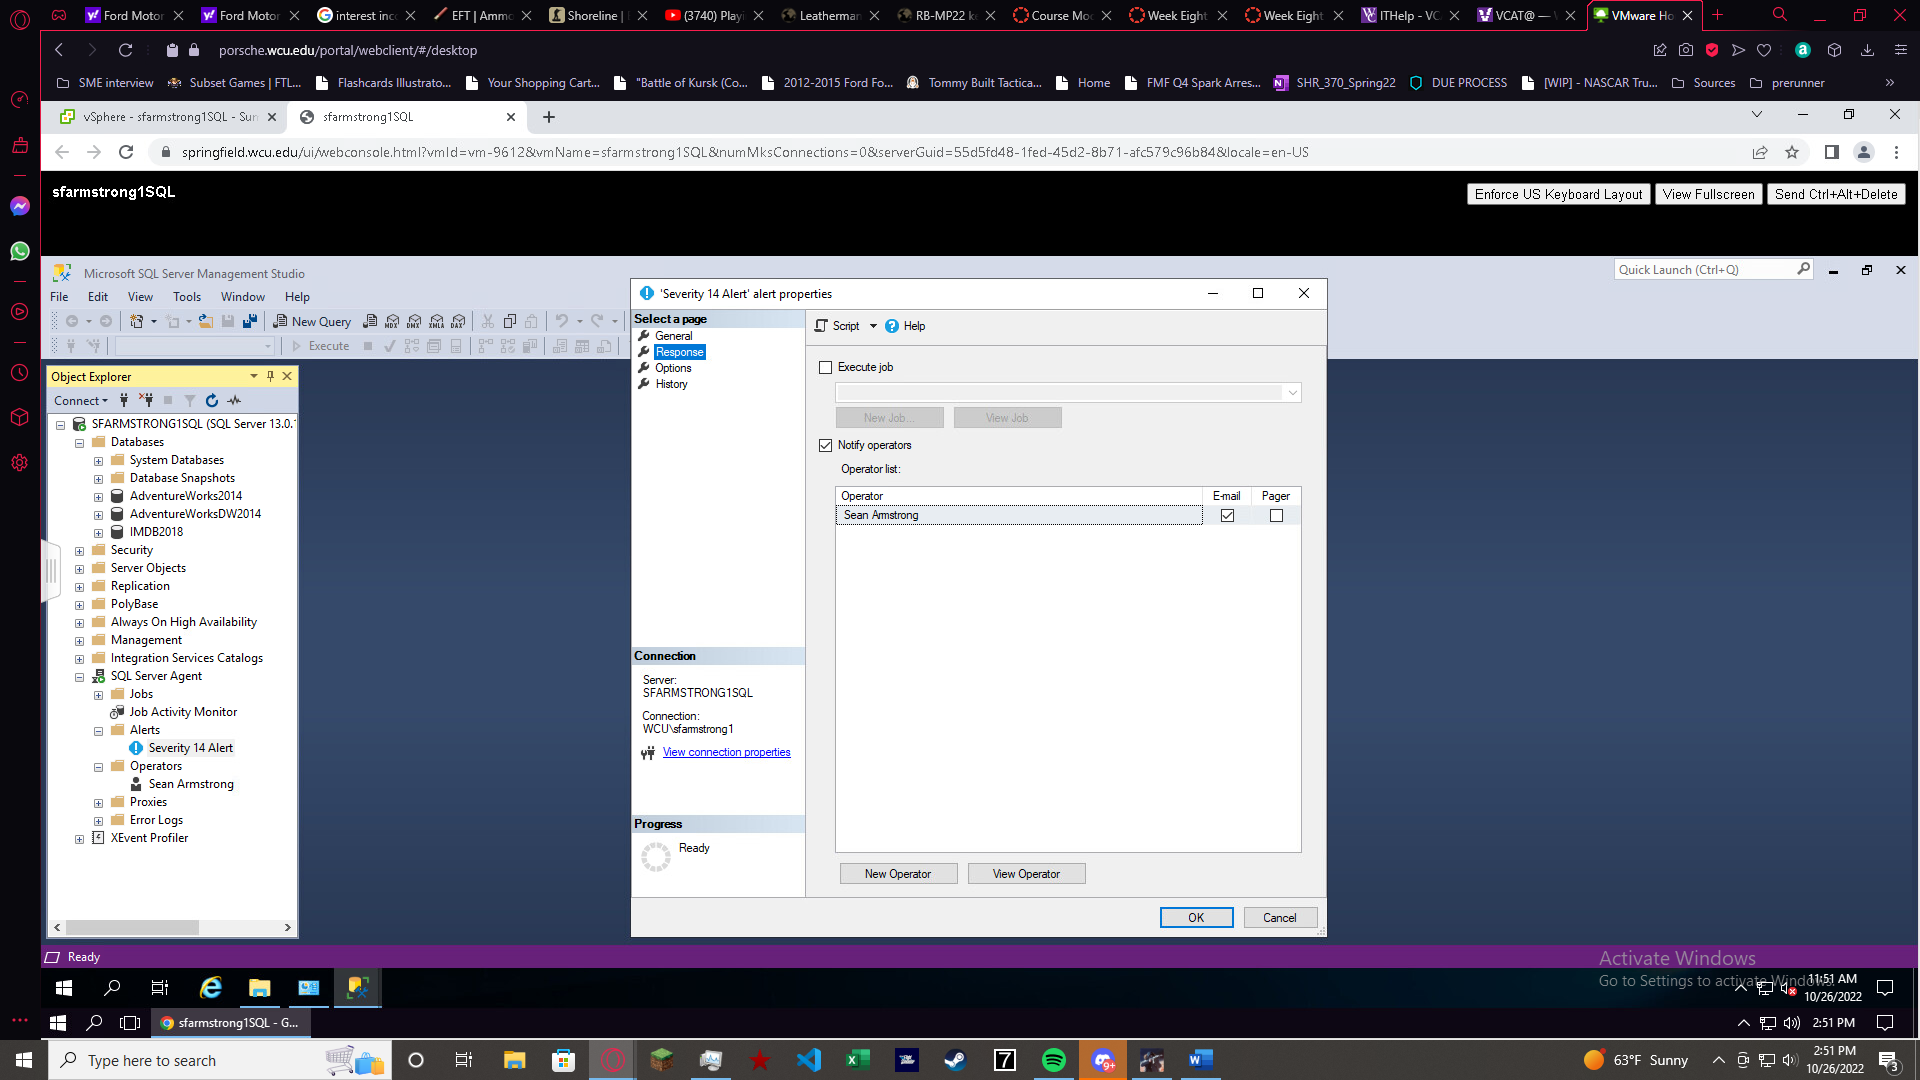 Ford Motor
Ford Motor
interest inc
EFT | Ammo
Shoreline |
(3740) Playi
Leatherman
RB-MP22 k
Course Mo
Week Eight
Week Eight
ITHelp - VC
VCAT@ —
VMware Ho
porsche.wcu.edu/portal/webclient/#/desktop
SME interview
Subset Games | FTL...
Flashcards Illustrato...
Your Shopping Cart...
"Battle of Kursk (Co...
2012-2015 Ford Fo...
Tommy Built Tactica...
Home
FMF Q4 Spark Arres...
SHR_370_Spring22
DUE PROCESS
[WIP] - NASCAR Tru...
Sources
prerunner
»
vSphere - sfarmstrong1SQL - Sum
sfarmstrong1SQL
springfield.wcu.edu/ui/webconsole.html?vmId=vm-9612&vmName=sfarmstrong1SQL&numMksConnections=0&serverGuid=55d5fd48-1fed-45d2-8b71-afc579c96b84&locale=en-US
sfarmstrong1SQL
Enforce US Keyboard Layout
View Fullscreen
Send Ctrl+Alt+Delete
Microsoft SQL Server Management Studio
Quick Launch (Ctrl+Q)
File Edit View Tools Window Help
New Query
MDX DMX XMLA DAX
Execute
Object Explorer
Connect
SFARMSTRONG1SQL (SQL Server 13.0.
Databases
System Databases
Database Snapshots
AdventureWorks2014
AdventureWorksDW2014
IMDB2018
Security
Server Objects
Replication
PolyBase
Always On High Availability
Management
Integration Services Catalogs
SQL Server Agent
Jobs
Job Activity Monitor
Alerts
Severity 14 Alert
Operators
Sean Armstrong
Proxies
Error Logs
XEvent Profiler
'Severity 14 Alert' alert properties
Select a page
General
Response
Options
History
Connection
Server:
SFARMSTRONG1SQL
Connection:
WCU\sfarmstrong1
View connection properties
Progress
Ready
Script
Help
Execute job
New Job...
View Job
Notify operators
Operator list:
Operator E-mail Pager
Sean Armstrong
New Operator
View Operator
OK
Cancel
Ready
Activate Windows
Go to Settings to activate Windows.
11:51 AM
10/26/2022
sfarmstrong1SQL - G...
2:51 PM
Type here to search
7
9+
63°F Sunny
2:51 PM
10/26/2022
3